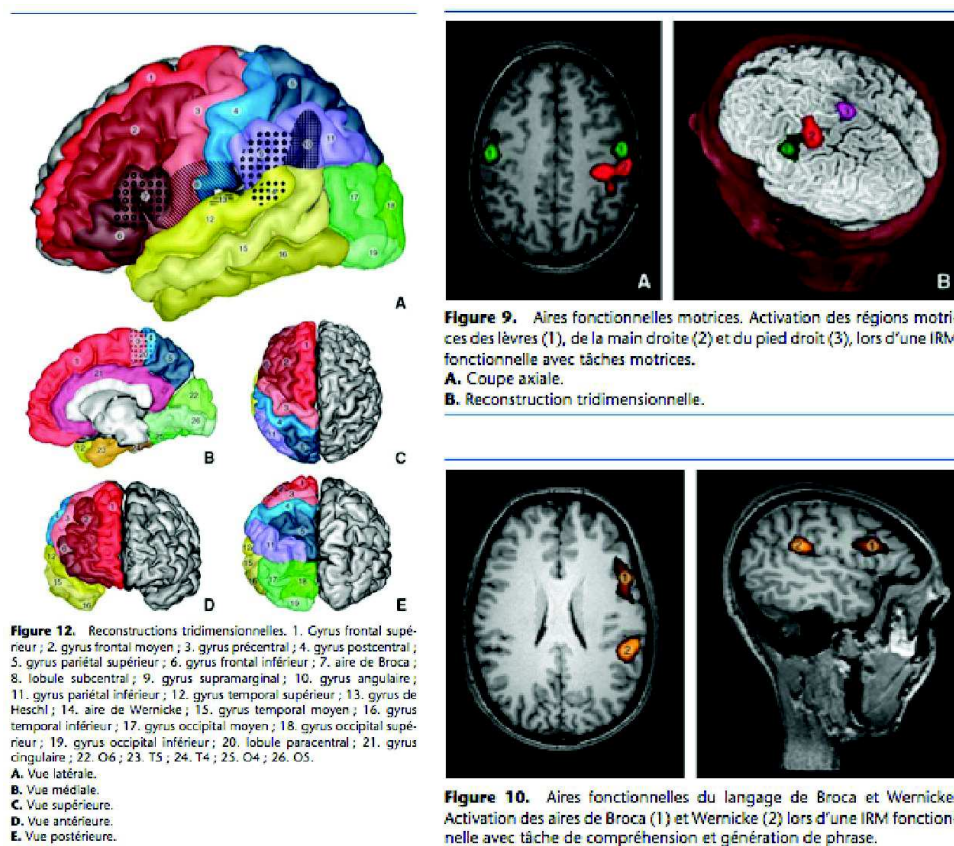 A
B
C
D
E
Figure 12. Reconstructions tridimensionnelles. 1. Gyrus frontal supé-
rieur ; 2. gyrus frontal moyen ; 3. gyrus précentral ; 4. gyrus postcentral ;
5. gyrus pariétal supérieur ; 6. gyrus frontal inférieur ; 7. aire de Broca ;
8. lobule subcentral ; 9. gyrus supramarginal ; 10. gyrus angulaire ;
11. gyrus pariétal inférieur ; 12. gyrus temporal supérieur ; 13. gyrus de
Heschl ; 14. aire de Wernicke ; 15. gyrus temporal moyen ; 16. gyrus
temporal inférieur ; 17. gyrus occipital moyen ; 18. gyrus occipital supé-
rieur ; 19. gyrus occipital inférieur ; 20. lobule paracentral ; 21. gyrus
cingulaire ; 22. O6 ; 23. T5 ; 24. T4 ; 25. O4 ; 26. O5.
A. Vue latérale.
B. Vue médiale.
C. Vue supérieure.
D. Vue antérieure.
E. Vue postérieure.
A
B
Figure 9. Aires fonctionnelles motrices. Activation des régions motri-
ces des lèvres (1), de la main droite (2) et du pied droit (3), lors d'une IRM
fonctionnelle avec tâches motrices.
A. Coupe axiale.
B. Reconstruction tridimensionnelle.
1
2
2
1
Figure 10. Aires fonctionnelles du langage de Broca et Wernicke
Activation des aires de Broca (1) et Wernicke (2) lors d'une IRM fonction-
nelle avec tâche de compréhension et génération de phrase.